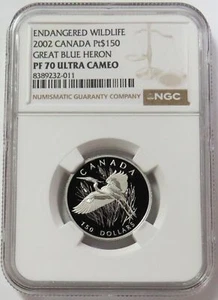 ENDANGERED WILDLIFE
2002 CANADA Pt$150
GREAT BLUE HERON
PF 70 ULTRA CAMEO
8389232-011
NUMISMATIC GUARANTY COMPANY
NGC
CANADA
150 DOLLARS